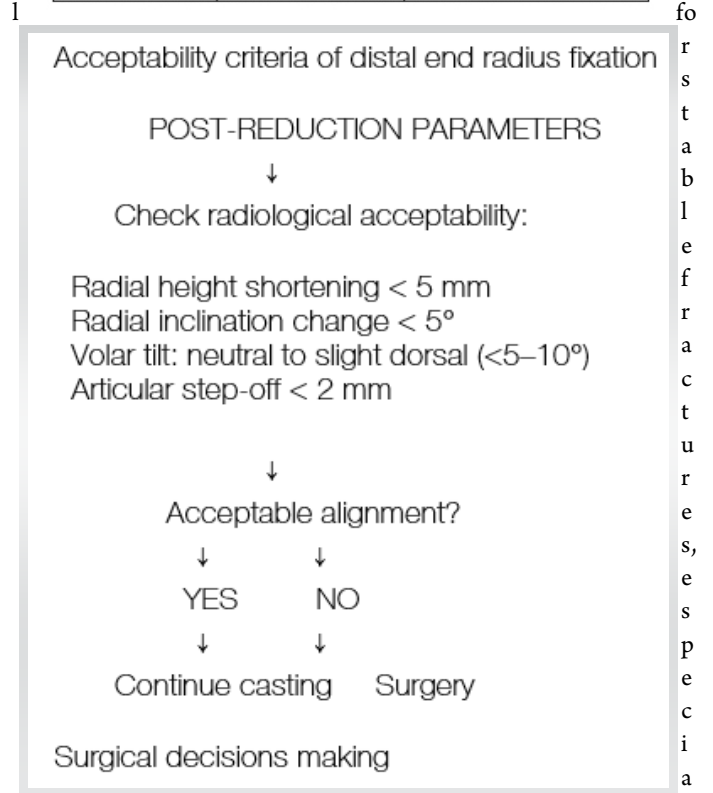 l
fo
Acceptability criteria of distal end radius fixation
POST-REDUCTION PARAMETERS
↓
Check radiological acceptability:
Radial height shortening < 5 mm
Radial inclination change < 5°
Volar tilt: neutral to slight dorsal (<5–10°)
Articular step-off < 2 mm
↓
Acceptable alignment?
↓ ↓
YES NO
↓ ↓
Continue casting Surgery
Surgical decisions making
r
s
t
a
b
l
e
f
r
a
c
t
u
r
e
s,
e
s
p
e
c
i
a